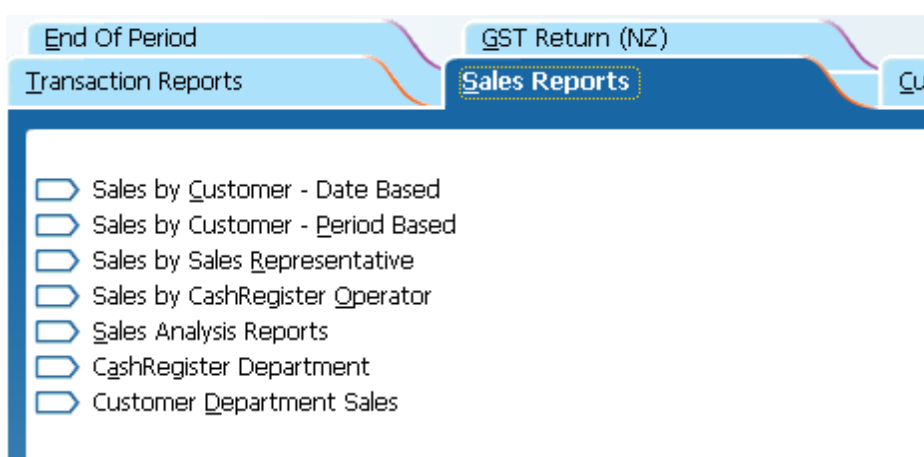 End Of Period
GST Return (NZ)
Transaction Reports
Sales Reports
Sales by Customer - Date Based
Sales by Customer - Period Based
Sales by Sales Representative
Sales by CashRegister Operator
Sales Analysis Reports
CashRegister Department
Customer Department Sales